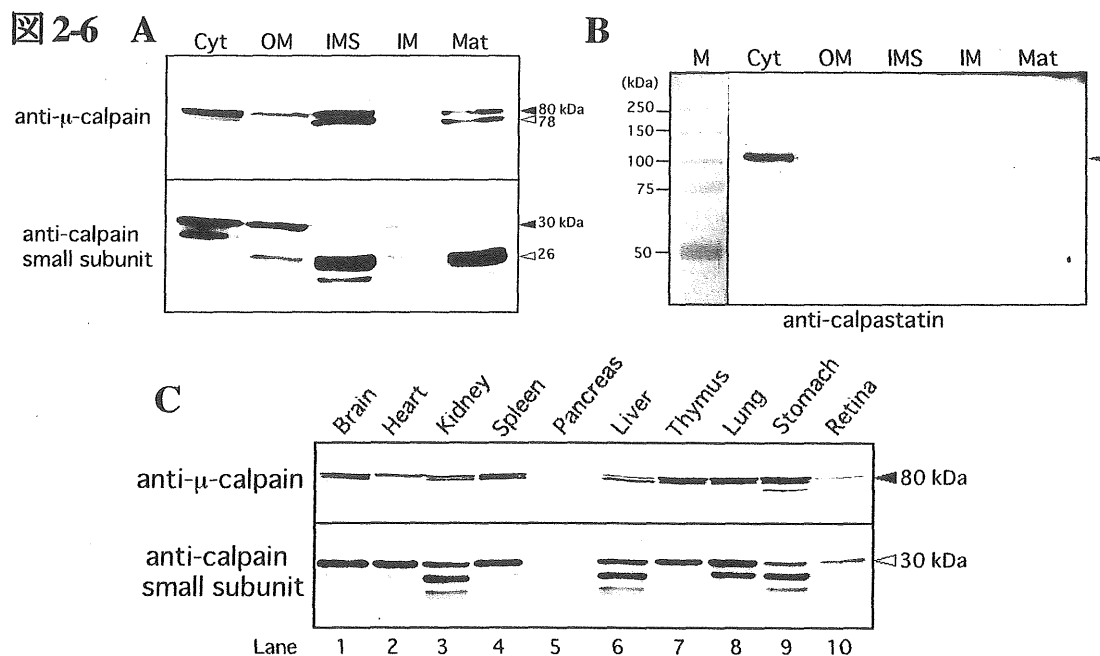 図 2-6 A
Cyt OM IMS IM Mat
anti-μ-calpain
80 kDa
78
anti-calpain
small subunit
30 kDa
26
B
M Cyt OM IMS IM Mat
(kDa)
250
150
100
75
50
anti-calpastatin
C
Brain Heart Kidney Spleen Pancreas Liver Thymus Lung Stomach Retina
anti-μ-calpain
80 kDa
anti-calpain
small subunit
30 kDa
Lane 1 2 3 4 5 6 7 8 9 10